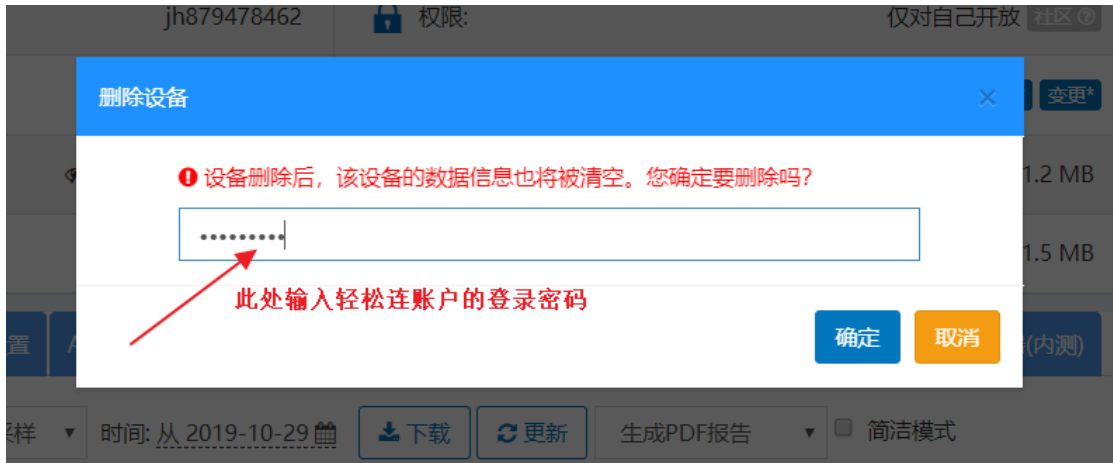 jh879478462 权限: 仅对自己开放 社区
删除设备 ×
变更*
设备删除后，该设备的数据信息也将被清空。您确定要删除吗?
1.2 MB
•••••••••
1.5 MB
此处输入轻松连账户的登录密码
确定 取消
置 A (内测)
采样 时间: 从 2019-10-29 下载 更新 生成PDF报告 简洁模式